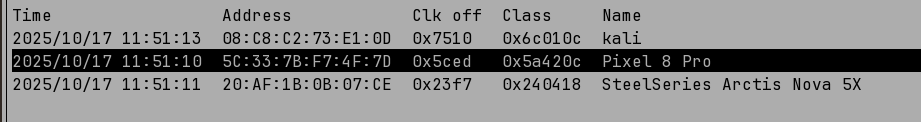 Time Address Clk off Class Name
2025/10/17 11:51:13 08:C8:C2:73:E1:0D 0x7510 0x6c010c kali
2025/10/17 11:51:10 5C:33:7B:F7:4F:7D 0x5ced 0x5a420c Pixel 8 Pro
2025/10/17 11:51:11 20:AF:1B:0B:07:CE 0x23f7 0x240418 SteelSeries Arctis Nova 5X